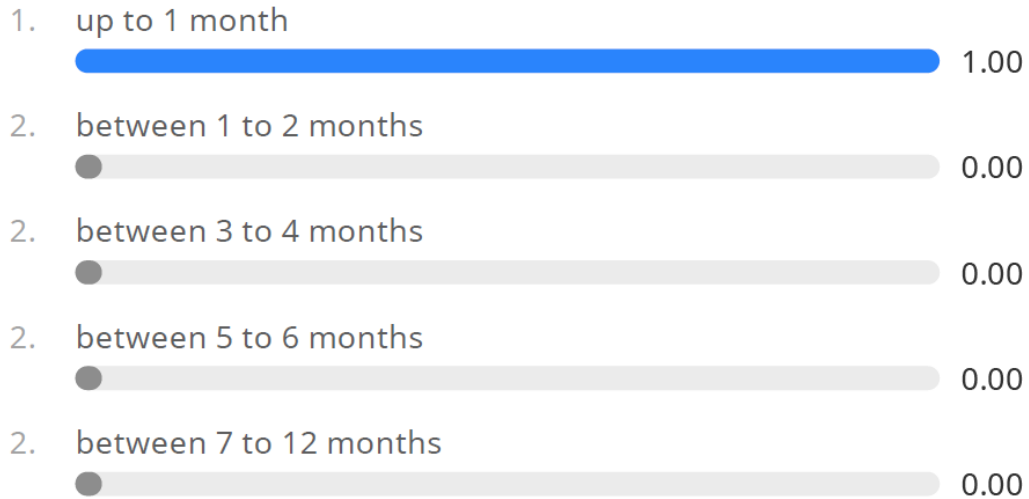 1. up to 1 month
1.00
2. between 1 to 2 months
0.00
2. between 3 to 4 months
0.00
2. between 5 to 6 months
0.00
2. between 7 to 12 months
0.00